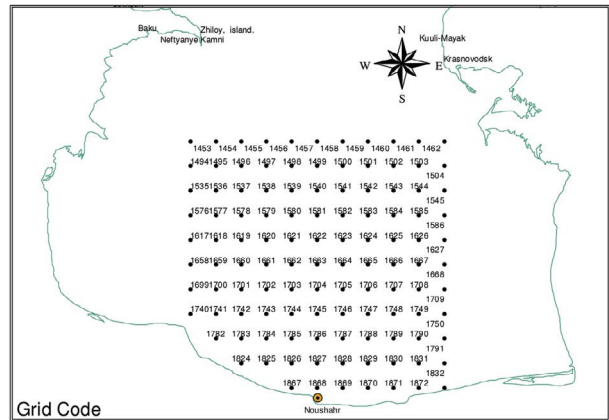 Baku
Zhiloy, island.
Neftyanye Kamni
N
W E
S
Kuuli-Mayak
Krasnovodsk
1453 1454 1455 1456 1457 1458 1459 1460 1461 1462
1494 1495 1496 1497 1498 1499 1500 1501 1502 1503
1504
1535 1536 1537 1538 1539 1540 1541 1542 1543 1544
1545
1576 1577 1578 1579 1580 1581 1582 1583 1584 1585
1586
1617 1618 1619 1620 1621 1622 1623 1624 1625 1626
1627
1658 1659 1660 1661 1662 1663 1664 1665 1666 1667
1668
1699 1700 1701 1702 1703 1704 1705 1706 1707 1708
1709
1740 1741 1742 1743 1744 1745 1746 1747 1748 1749
1750
1782 1783 1784 1785 1786 1787 1788 1789 1790
1791
1824 1825 1826 1827 1828 1829 1830 1831
1832
1867 1868 1869 1870 1871 1872
Noushahr
Grid Code